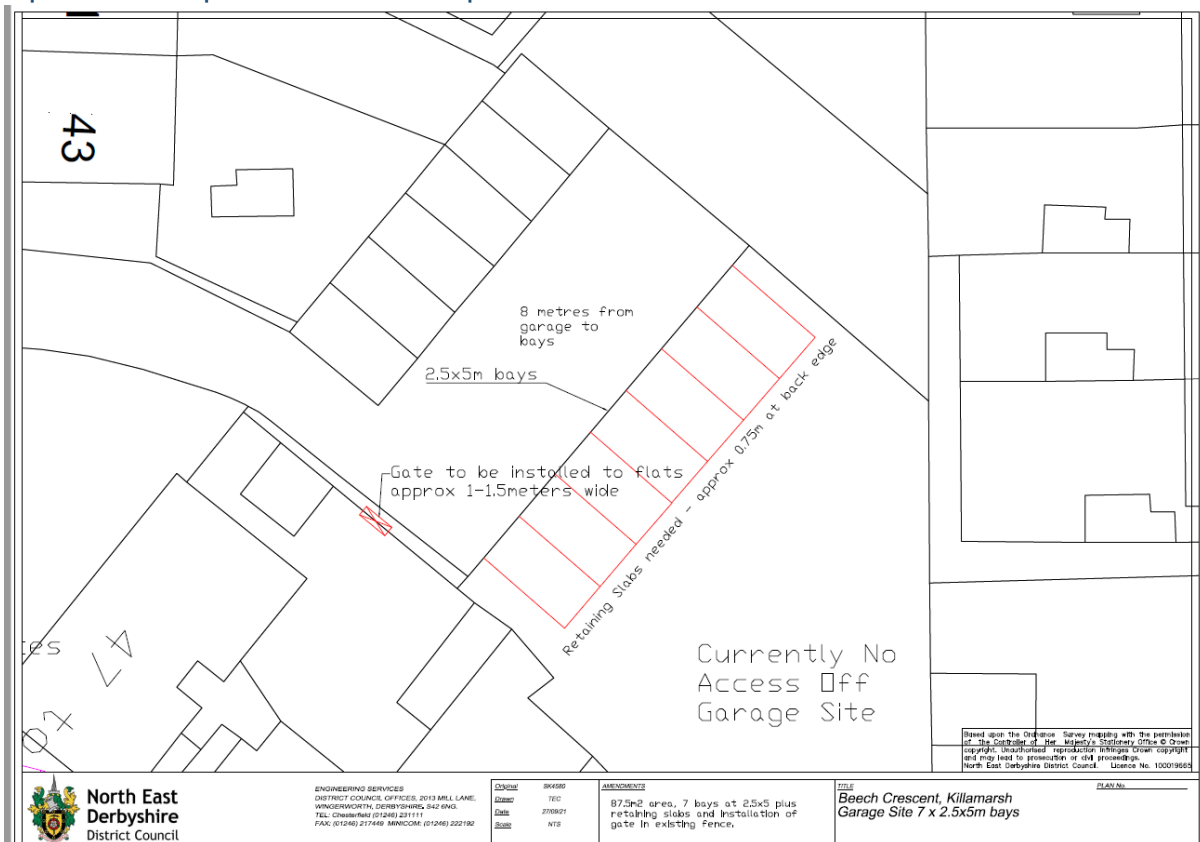 43
8 metres from
garage to
bays
2.5x5m bays
Gate to be installed to flats
approx 1-1.5meters wide
Retaining Slabs needed - approx 0.75m at back edge
ces
47
to
Currently No
Access Off
Garage Site
Based upon the Ordnance Survey mapping with the permission
of the Controller of Her Majesty's Stationery Office © Crown
copyright. Unauthorised reproduction infringes Crown copyright
and may lead to prosecution or civil proceedings.
North East Derbyshire District Council. Licence No. 100019665
North East
Derbyshire
District Council
ENGINEERING SERVICES
DISTRICT COUNCIL OFFICES, 2013 MILL LANE,
WINGERWORTH, DERBYSHIRE, S42 6NG.
TEL: Chesterfield (01246) 231111
FAX: (01246) 217449 MINICOM: (01246) 222192
Original SK4580
Drawn TEC
Date 27/09/21
Scale NTS
AMENDMENTS
87.5m2 area, 7 bays at 2.5x5 plus
retaining slabs and installation of
gate in existing fence.
TITLE
Beech Crescent, Killamarsh
Garage Site 7 x 2.5x5m bays
PLAN No.